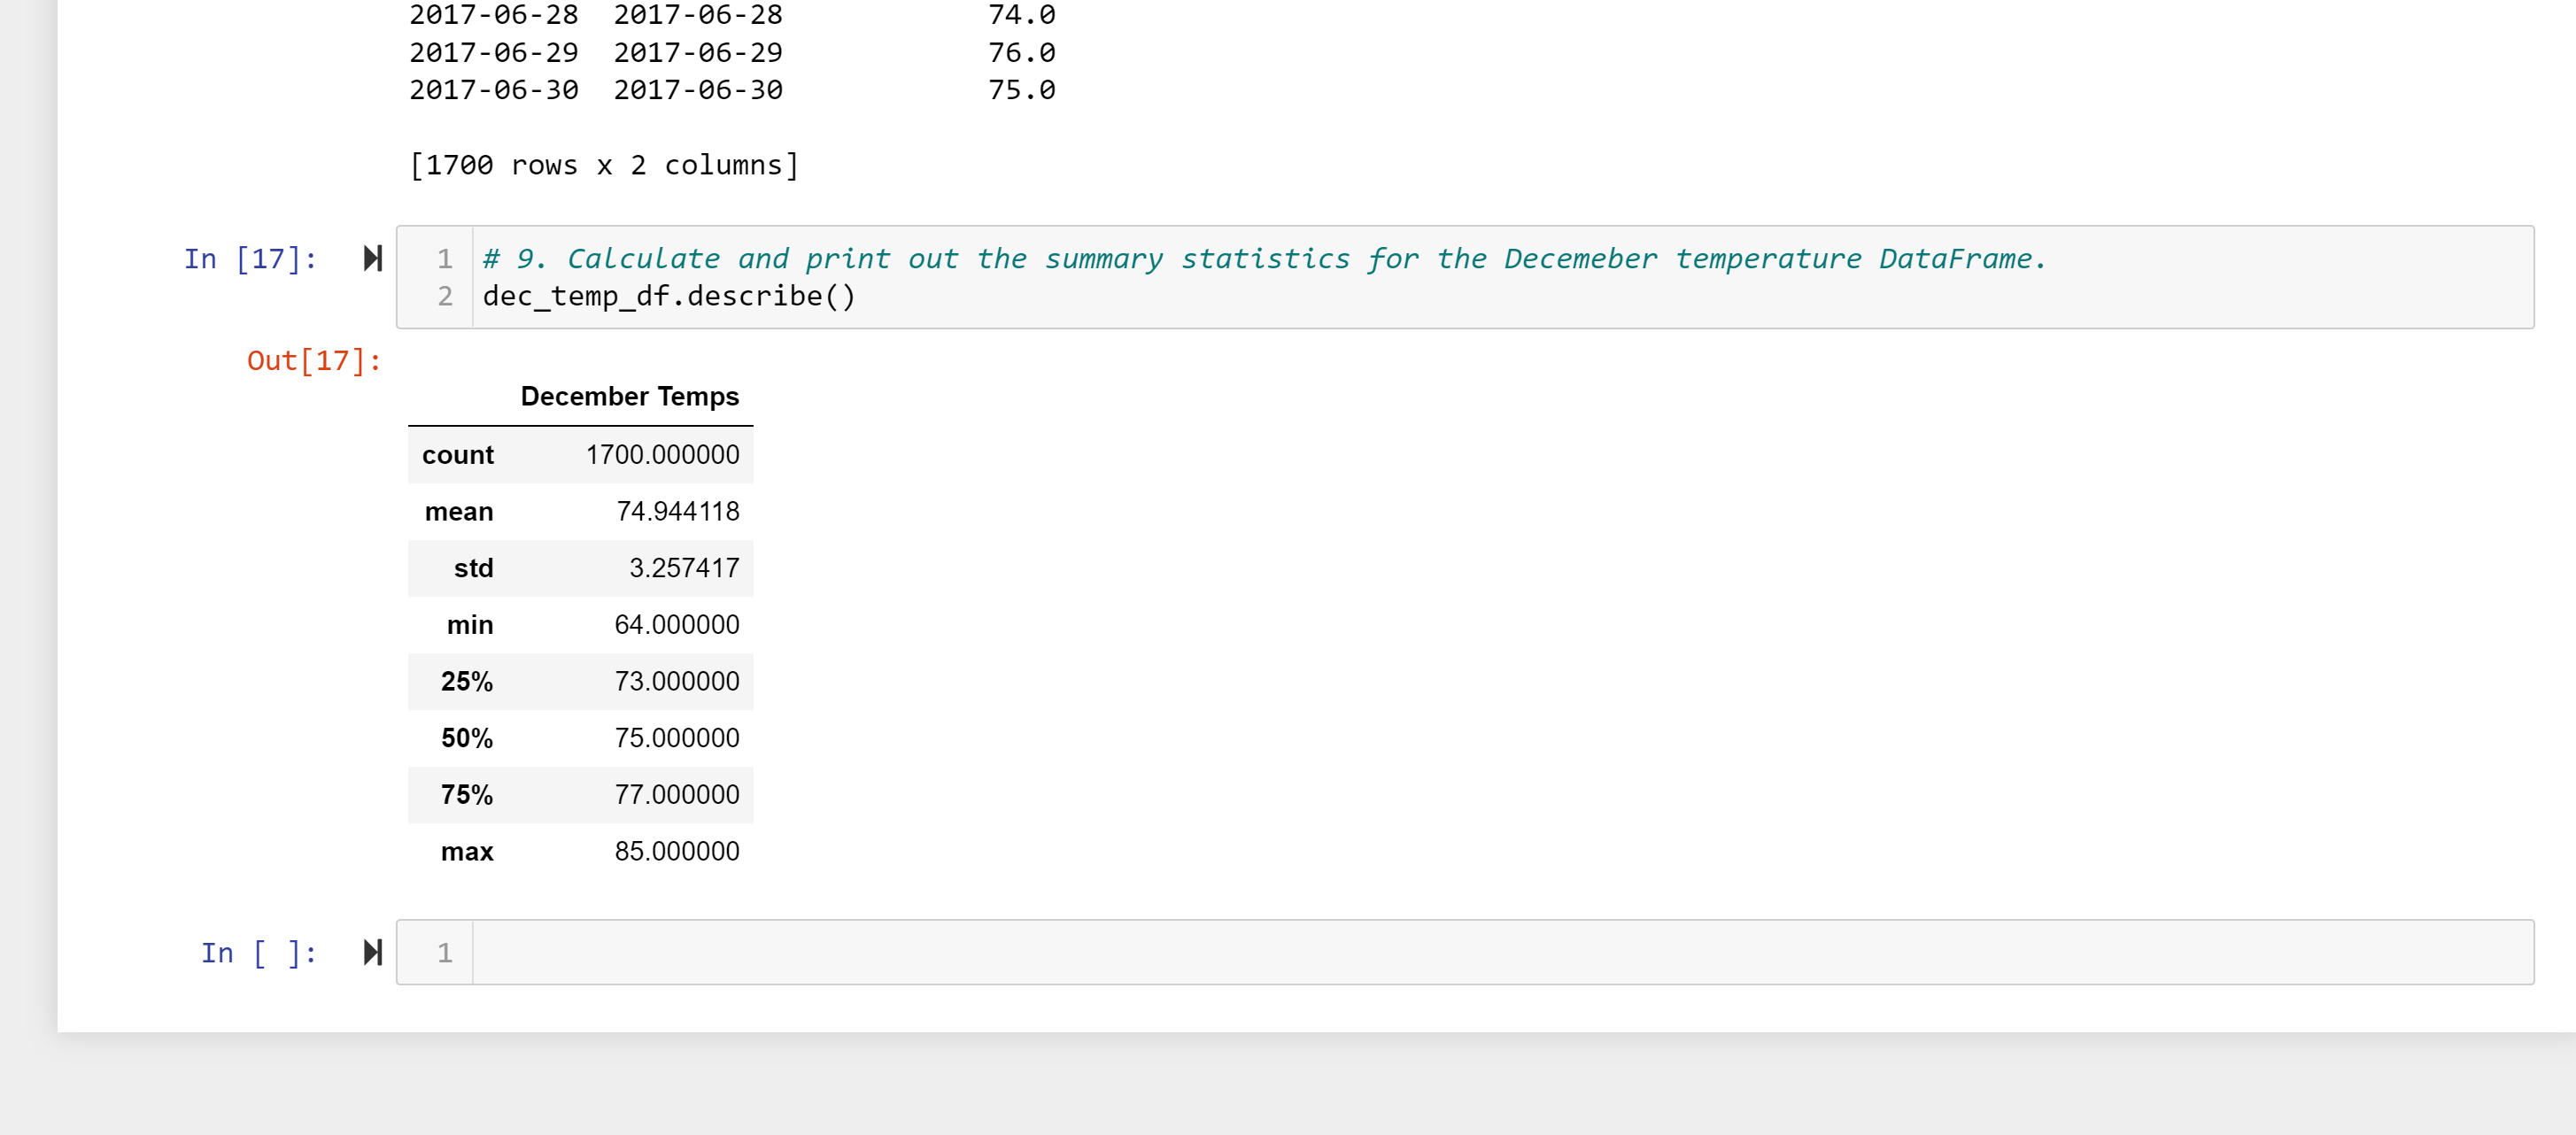 2017-06-28  2017-06-28            74.0
2017-06-29  2017-06-29            76.0
2017-06-30  2017-06-30            75.0
[1700 rows x 2 columns]
In [17]:
1 # 9. Calculate and print out the summary statistics for the Decemeber temperature DataFrame.
2 dec_temp_df.describe()
Out[17]:
December Temps
count 1700.000000
mean 74.944118
std 3.257417
min 64.000000
25% 73.000000
50% 75.000000
75% 77.000000
max 85.000000
In [ ]: 1